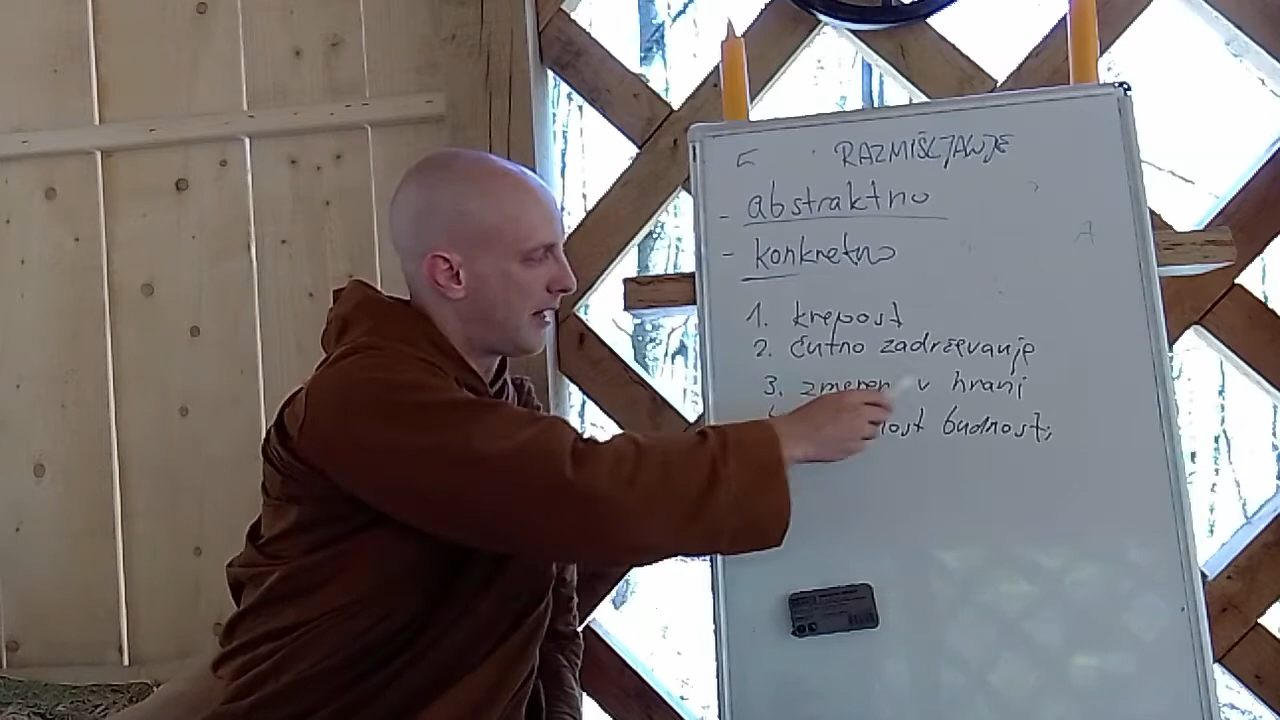 RAZMIŠLJANJE
- abstraktno
- konkretno
1. krepost
2. čutno zadrževanje
3. zmeren v hrani
budnosti